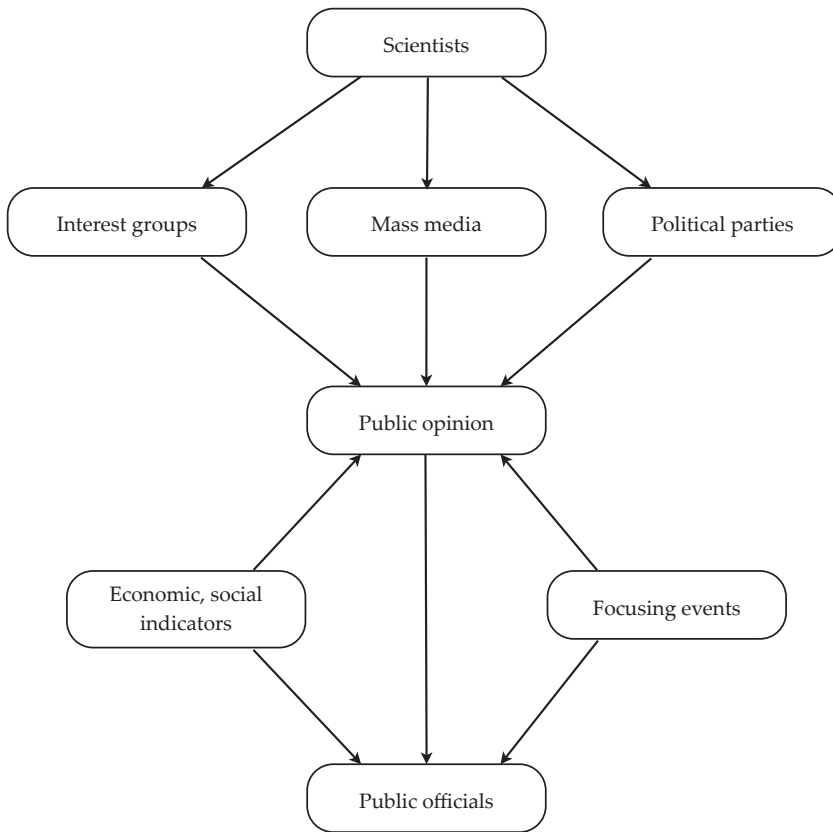 Scientists
Interest groups
Mass media
Political parties
Public opinion
Economic, social
indicators
Focusing events
Public officials